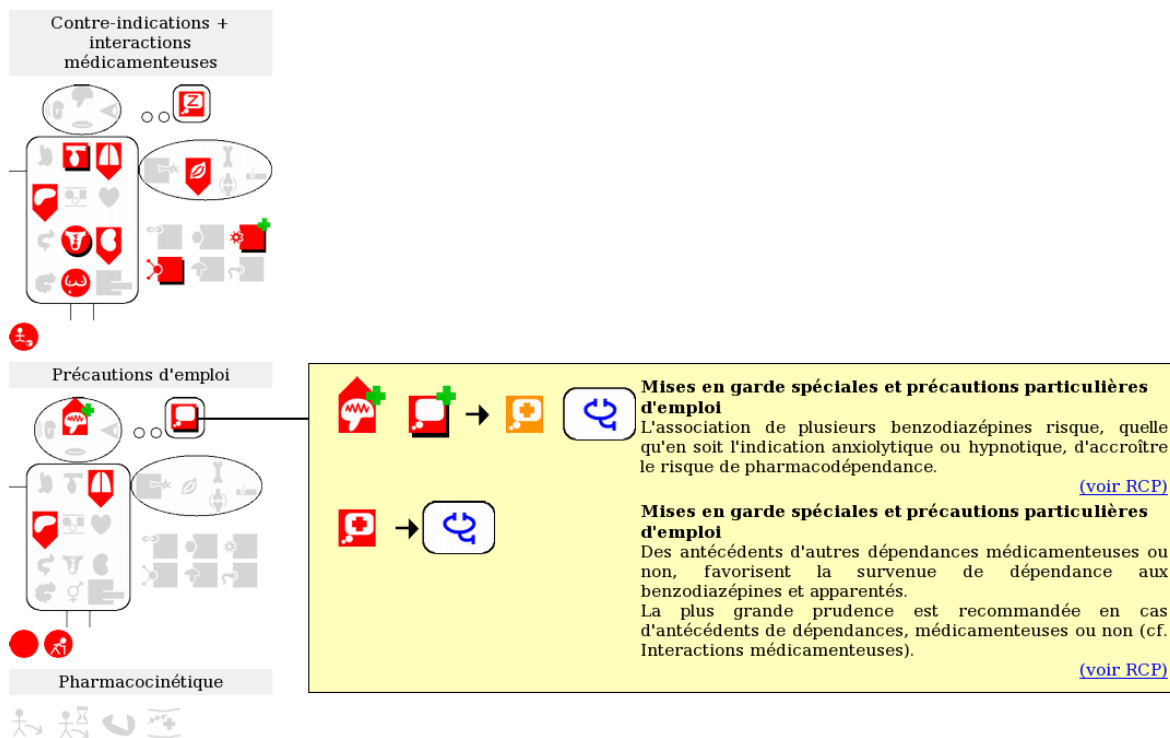 Contre-indications +
interactions
médicamenteuses
Z
Précautions d'emploi
Mises en garde spéciales et précautions particulières
d'emploi
L'association de plusieurs benzodiazépines risque, quelle
qu'en soit l'indication anxiolytique ou hypnotique, d'accroître
le risque de pharmacodépendance.
(voir RCP)
Mises en garde spéciales et précautions particulières
d'emploi
Des antécédents d'autres dépendances médicamenteuses ou
non, favorisent la survenue de dépendance aux
benzodiazépines et apparentés.
La plus grande prudence est recommandée en cas
d'antécédents de dépendances, médicamenteuses ou non (cf.
Interactions médicamenteuses).
(voir RCP)
Pharmacocinétique